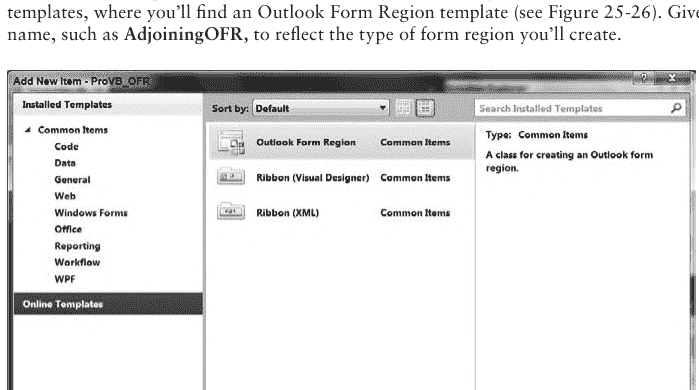 templates, where you'll find an Outlook Form Region template (see Figure 25-26). Give
name, such as AdjoiningOFR, to reflect the type of form region you'll create.
Add New Item - ProVB_OFR
Installed Templates
Common Items
Code
Data
General
Web
Windows Forms
Office
Reporting
Workflow
WPF
Online Templates
Sort by: Default
Outlook Form Region Common Items
Ribbon (Visual Designer) Common Items
Ribbon (XML) Common Items
Search Installed Templates
Type: Common Items
A class for creating an Outlook form
region.